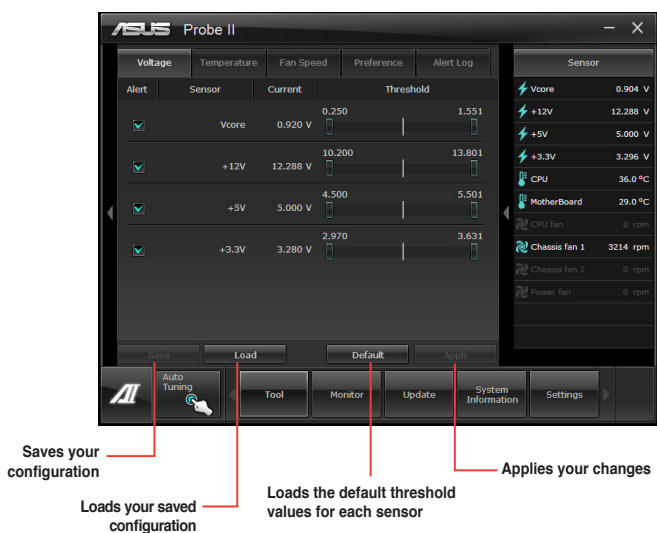 ASUS Probe II
Voltage Temperature Fan Speed Preference Alert Log
Alert Sensor Current Threshold
Vcore 0.920 V 0.250 1.551
+12V 12.288 V 10.200 13.801
+5V 5.000 V 4.500 5.501
+3.3V 3.280 V 2.970 3.631
Save Load Default Apply
Sensor
Vcore 0.904 V
+12V 12.288 V
+5V 5.000 V
+3.3V 3.296 V
CPU 36.0 ºC
MotherBoard 29.0 ºC
CPU fan 0 rpm
Chassis fan 1 3214 rpm
Chassis fan 2 0 rpm
Power fan 0 rpm
Auto
Tuning
Tool Monitor Update System
Information Settings
Saves your
configuration
Loads your saved
configuration
Loads the default threshold
values for each sensor
Applies your changes